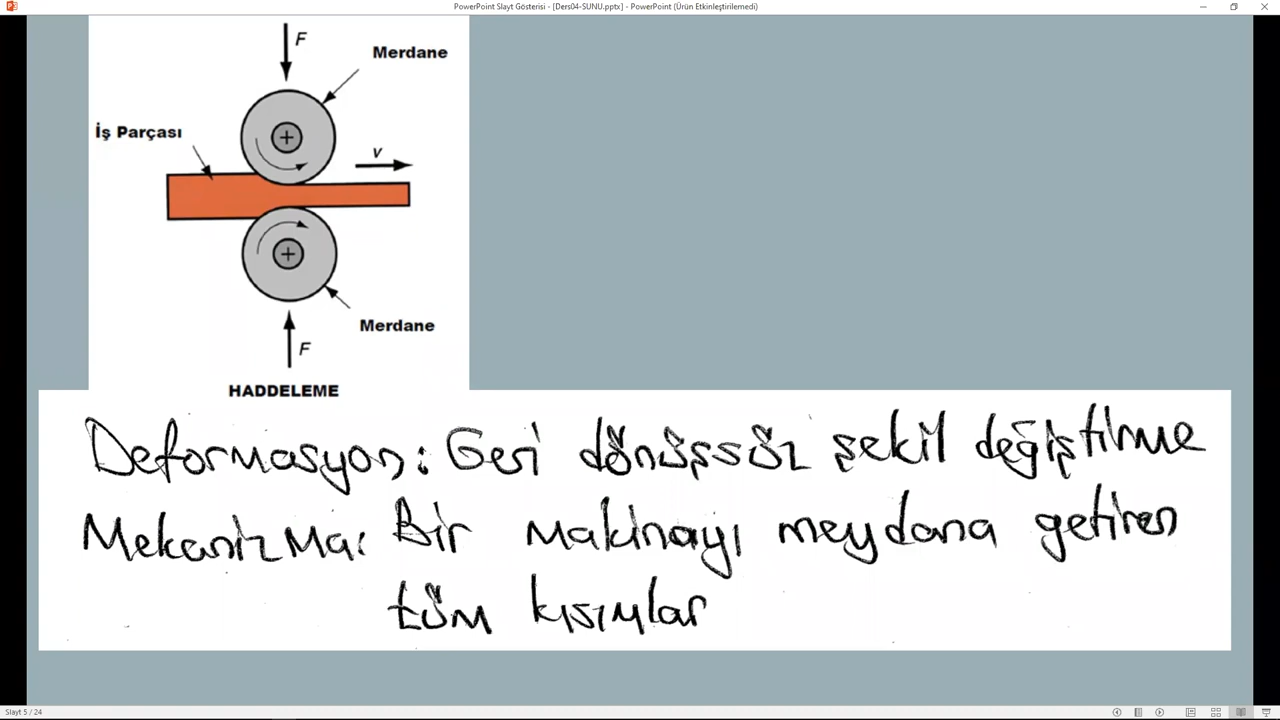 PowerPoint Slayt Gösterisi - [Ders04-SUNU.pptx] - PowerPoint (Ürün Etkinleştirilemedi)
F
Merdane
İş Parçası
v
Merdane
F
HADDELEME
Deformasyon: Geri dönüşsüz şekil değiştilrme
Mekanizma: Bir makinayı meydana getiren
tüm kısımlar
Slayt 5 / 24